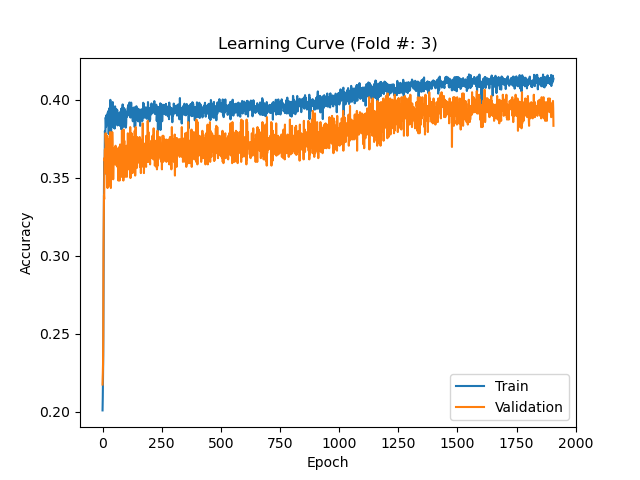 Learning Curve (Fold #: 3)
Accuracy
0.40
0.35
0.30
0.25
0.20
0 250 500 750 1000 1250 1500 1750 2000
Epoch
Train
Validation